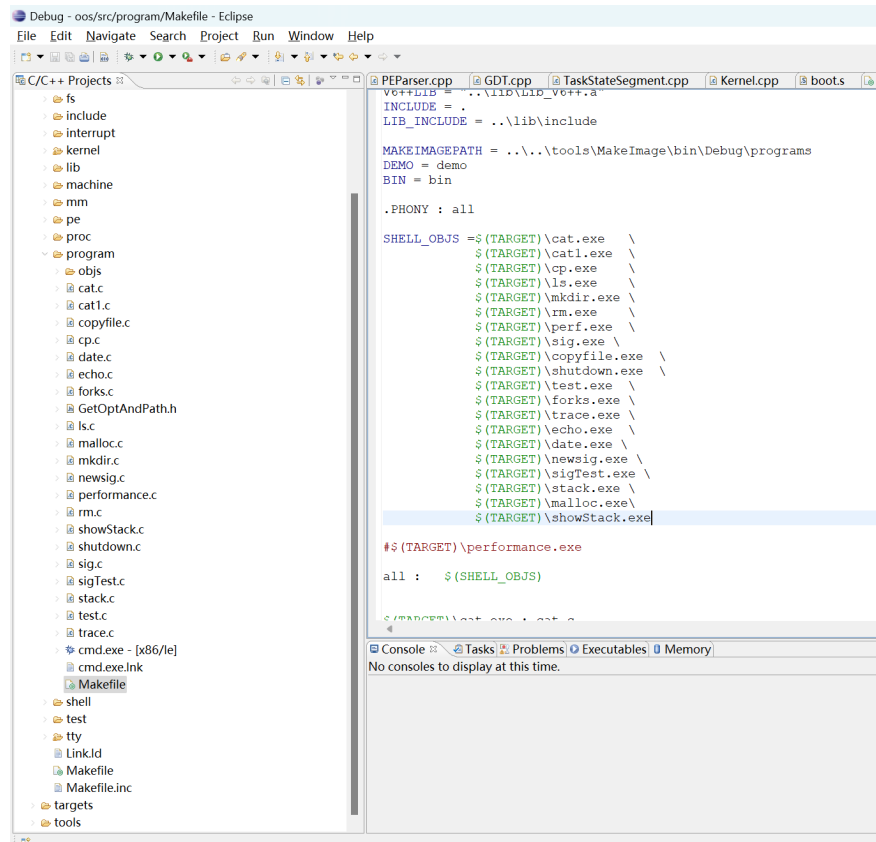 Debug - oos/src/program/Makefile - Eclipse
File Edit Navigate Search Project Run Window Help
C/C++ Projects
fs
include
interrupt
kernel
lib
machine
mm
pe
proc
program
objs
cat.c
cat1.c
copyfile.c
cp.c
date.c
echo.c
forks.c
GetOptAndPath.h
ls.c
malloc.c
mkdir.c
newsig.c
performance.c
rm.c
showStack.c
shutdown.c
sig.c
sigTest.c
stack.c
test.c
trace.c
cmd.exe - [x86/le]
cmd.exe.lnk
Makefile
shell
test
tty
Link.ld
Makefile
Makefile.inc
targets
tools
PEParser.cpp GDT.cpp TaskStateSegment.cpp Kernel.cpp boot.s
V6++LIB = "..\lib\Lib_V6++.a"
INCLUDE = .
LIB_INCLUDE = ..\lib\include
MAKEIMAGEPATH = ..\..\tools\MakeImage\bin\Debug\programs
DEMO = demo
BIN = bin
.PHONY : all
SHELL_OBJS =$(TARGET)\cat.exe \
$(TARGET)\cat1.exe \
$(TARGET)\cp.exe \
$(TARGET)\ls.exe \
$(TARGET)\mkdir.exe \
$(TARGET)\rm.exe \
$(TARGET)\perf.exe \
$(TARGET)\sig.exe \
$(TARGET)\copyfile.exe \
$(TARGET)\shutdown.exe \
$(TARGET)\test.exe \
$(TARGET)\forks.exe \
$(TARGET)\trace.exe \
$(TARGET)\echo.exe \
$(TARGET)\date.exe \
$(TARGET)\newsig.exe \
$(TARGET)\sigTest.exe \
$(TARGET)\stack.exe \
$(TARGET)\malloc.exe\
$(TARGET)\showStack.exe
#$(TARGET)\performance.exe
all : $(SHELL_OBJS)
$(TARGET)\cat.exe : cat.c
Console Tasks Problems Executables Memory
No consoles to display at this time.